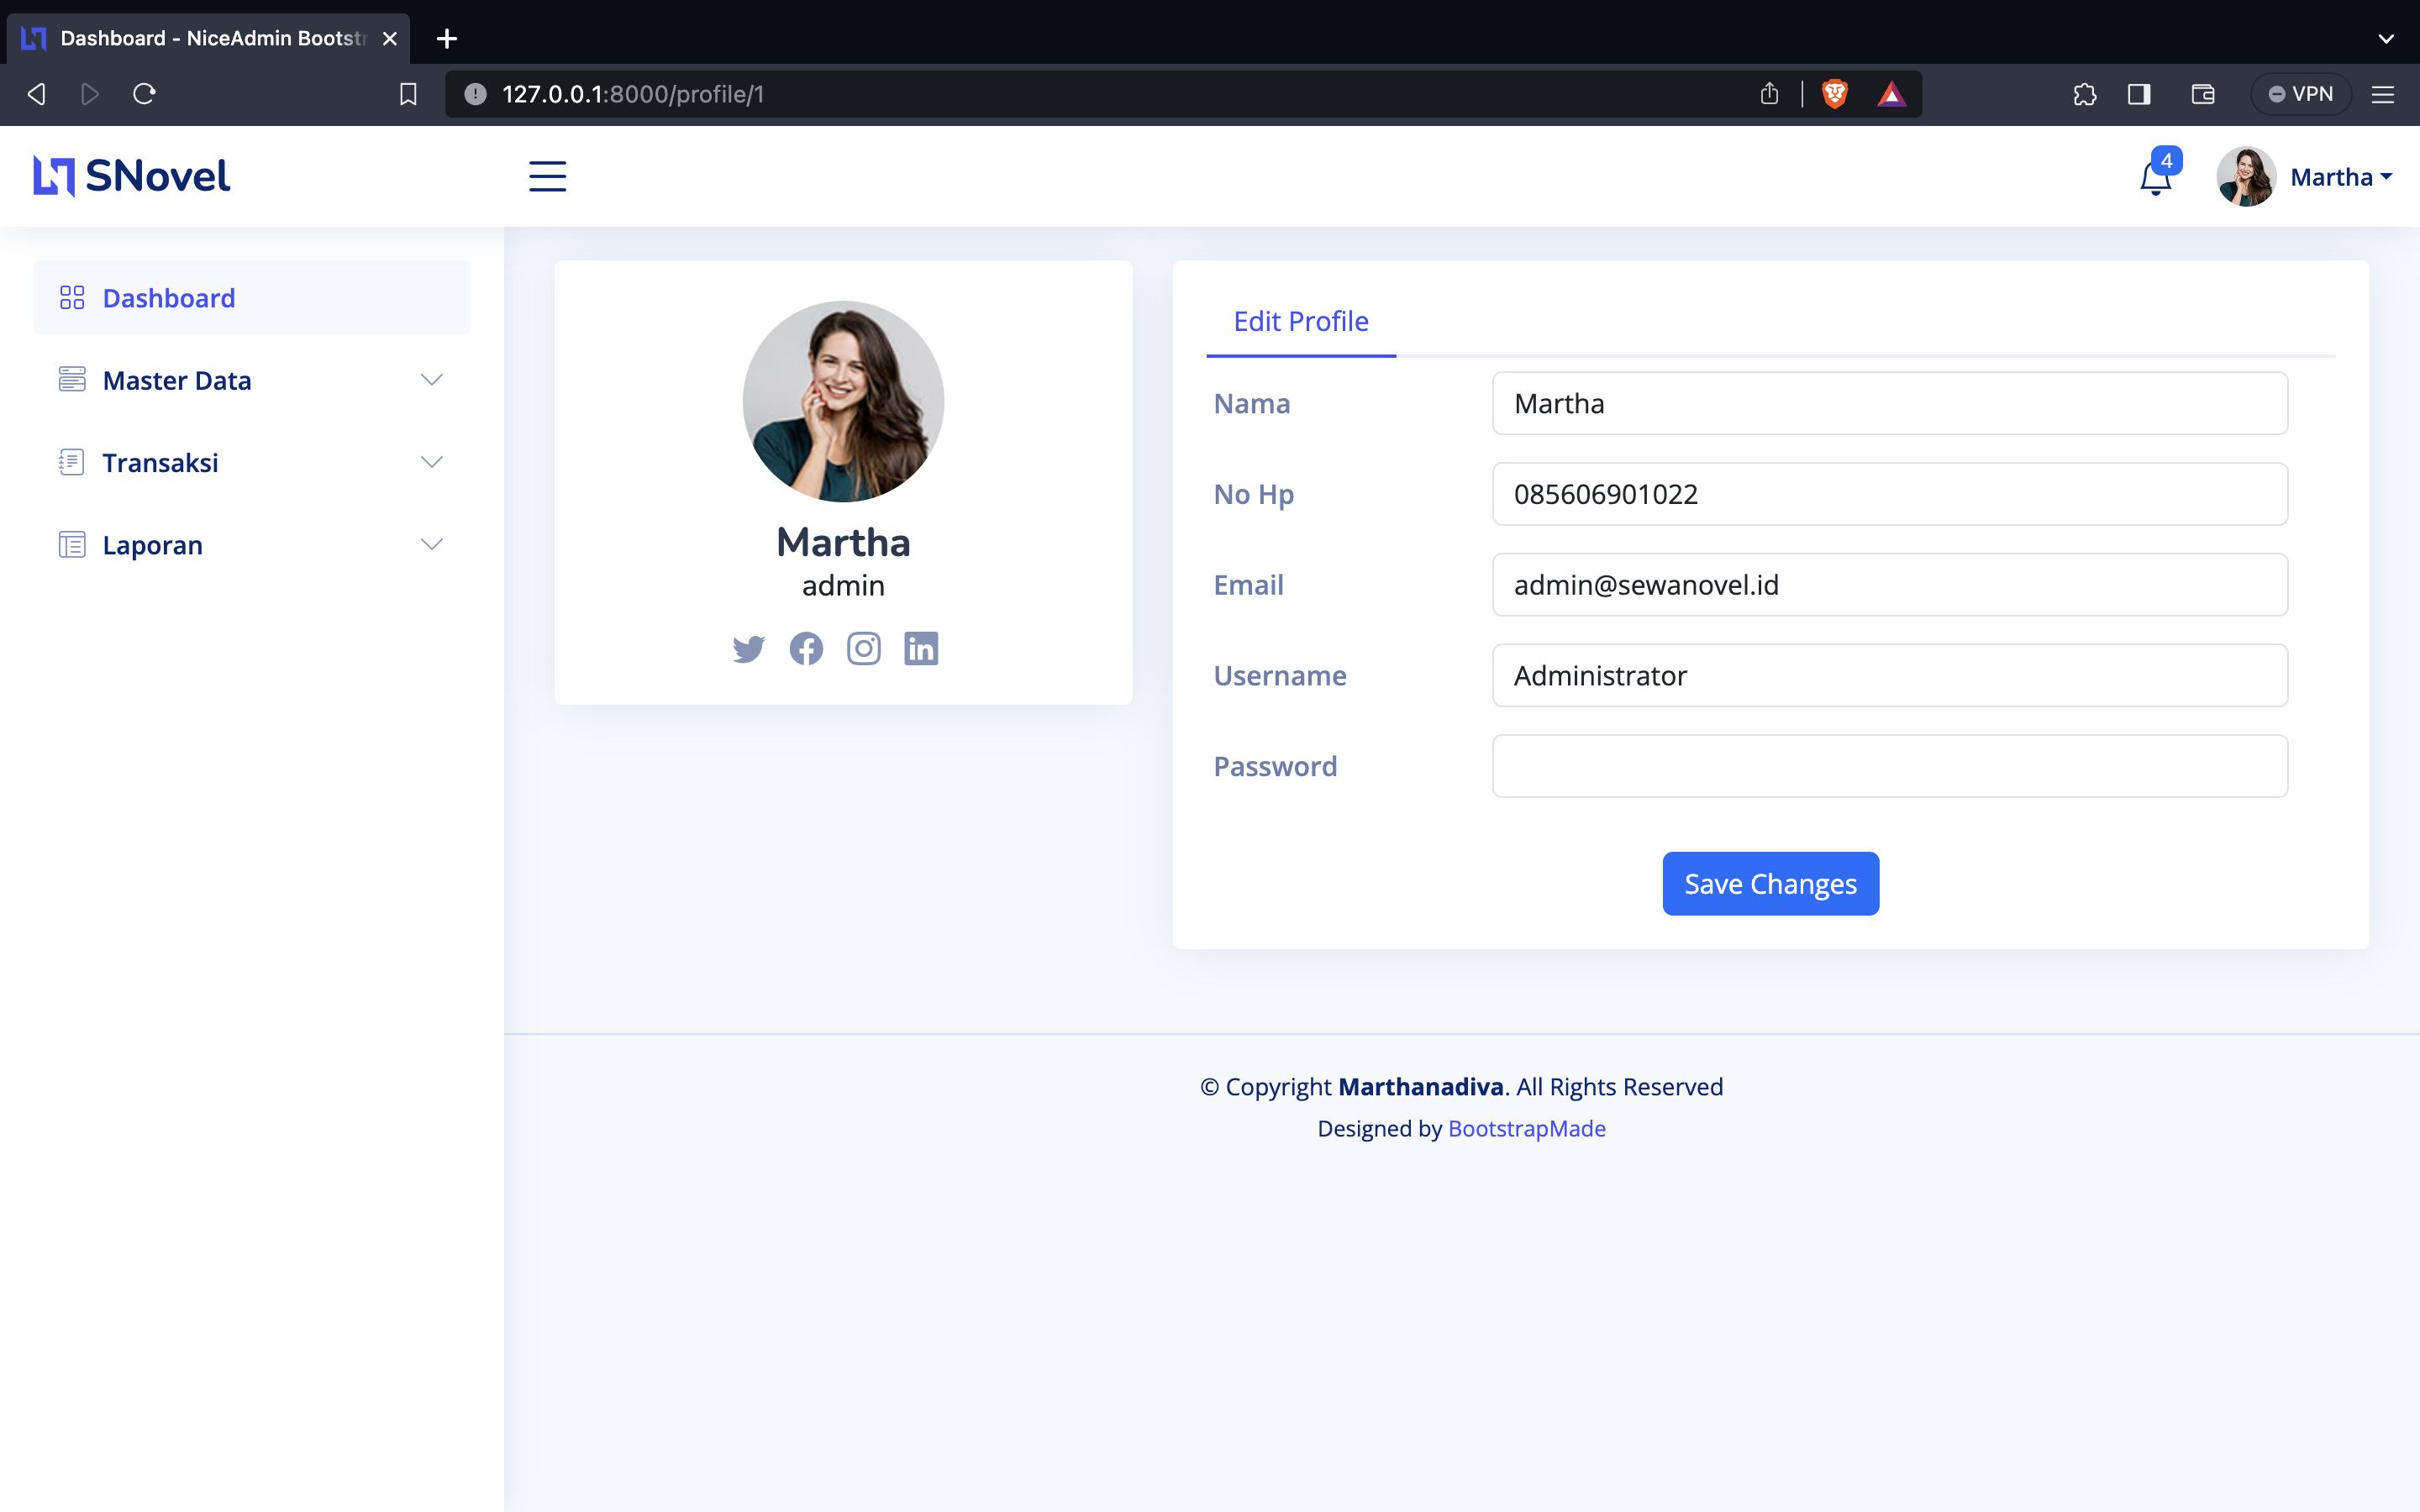 Dashboard - NiceAdmin Bootstr
127.0.0.1:8000/profile/1
VPN
SNovel
4
Martha
Dashboard
Master Data
Transaksi
Laporan
Martha
admin
Edit Profile
Nama
Martha
No Hp
085606901022
Email
admin@sewanovel.id
Username
Administrator
Password
Save Changes
© Copyright Marthanadiva. All Rights Reserved
Designed by BootstrapMade